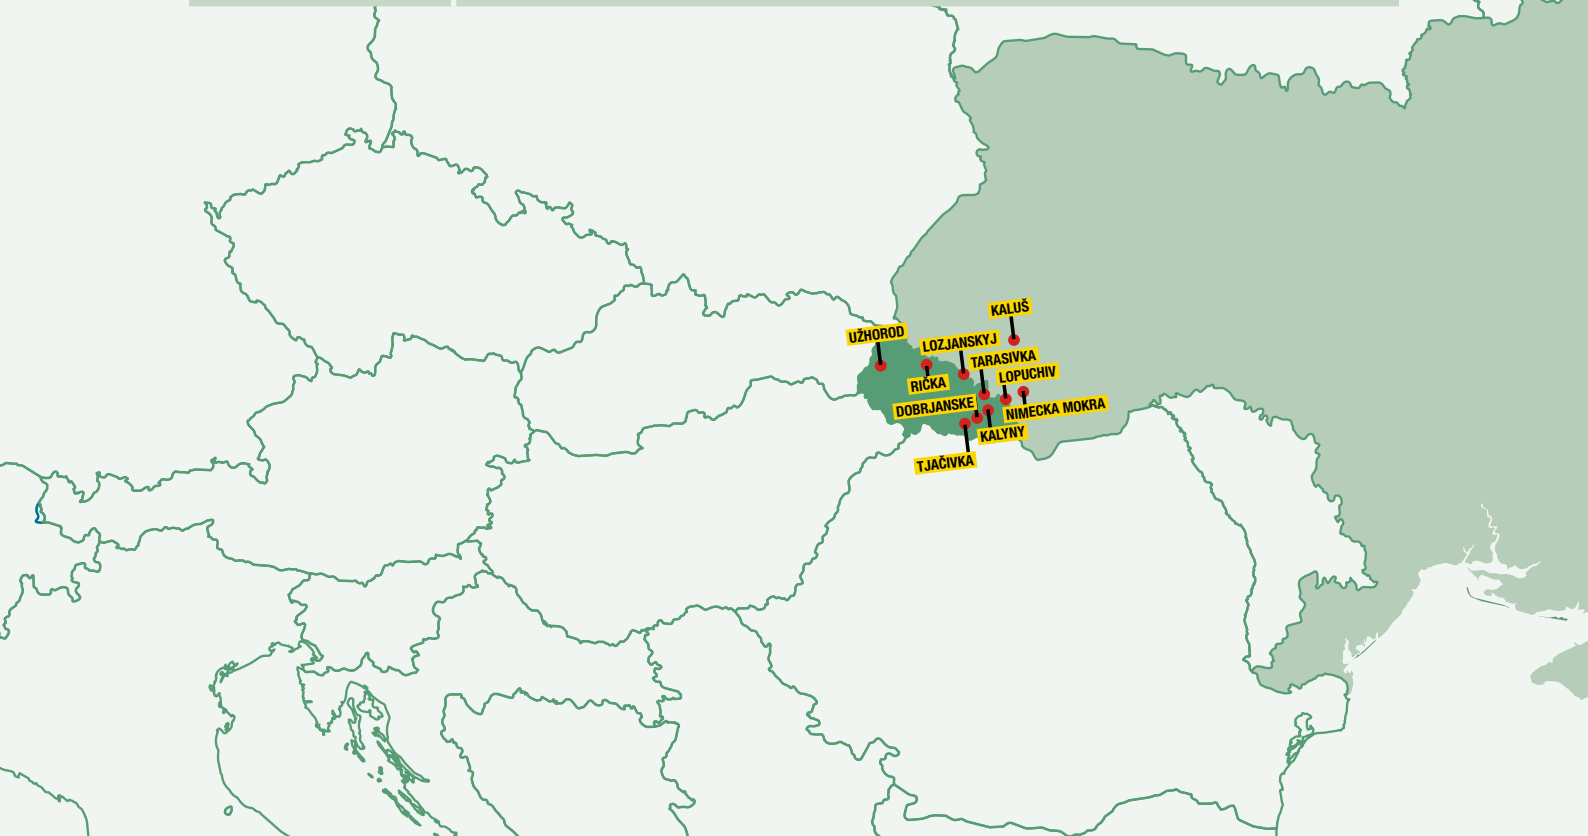 KALUŠ
UŽHOROD
LOZJANSKYJ
TARASIVKA
LOPUCHIV
RIČKA
DOBRJANSKE
NIMECKA MOKRA
KALYNY
TJAČIVKA